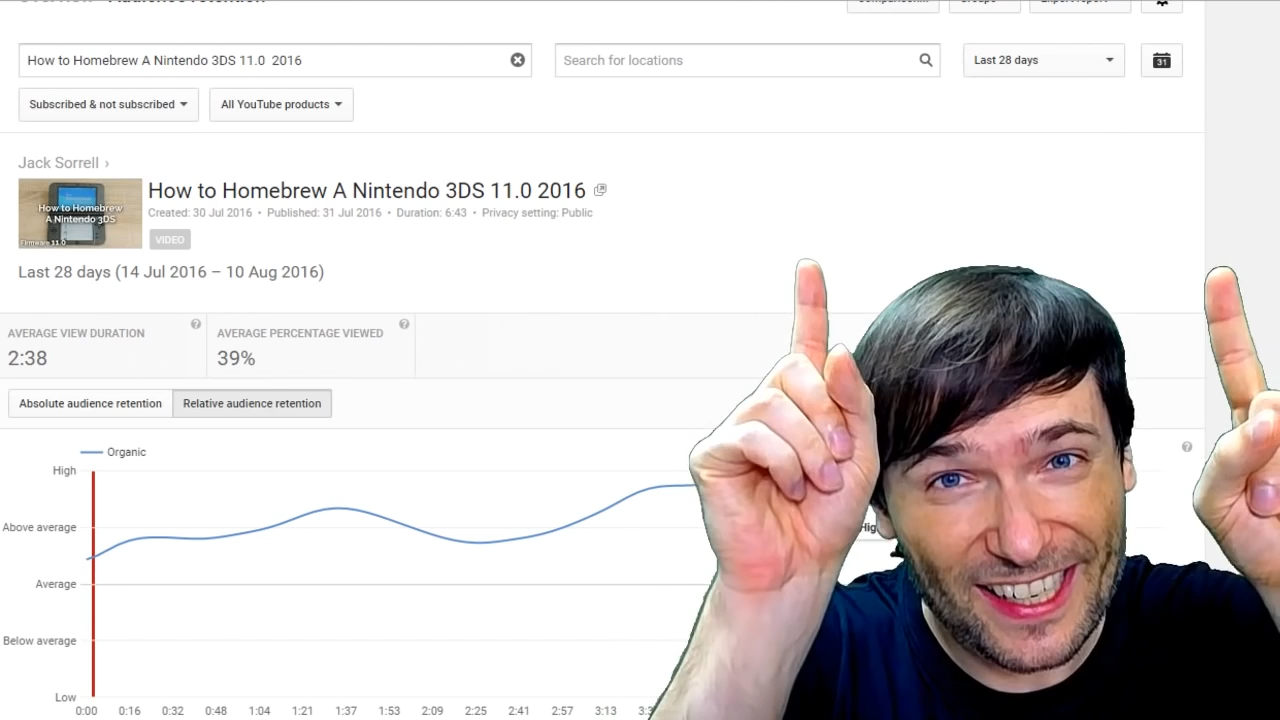 How to Homebrew A Nintendo 3DS 11.0 2016
Search for locations
Last 28 days
31
Subscribed & not subscribed
All YouTube products
Jack Sorrell ›
How to Homebrew
A Nintendo 3DS
Firmware 11.0
How to Homebrew A Nintendo 3DS 11.0 2016
Created: 30 Jul 2016 • Published: 31 Jul 2016 • Duration: 6:43 • Privacy setting: Public
VIDEO
Last 28 days (14 Jul 2016 – 10 Aug 2016)
AVERAGE VIEW DURATION ?
2:38
AVERAGE PERCENTAGE VIEWED ?
39%
Absolute audience retention
Relative audience retention
?
Organic
High
Above average
Average
Below average
Low
0:00 0:16 0:32 0:48 1:04 1:21 1:37 1:53 2:09 2:25 2:41 2:57 3:13